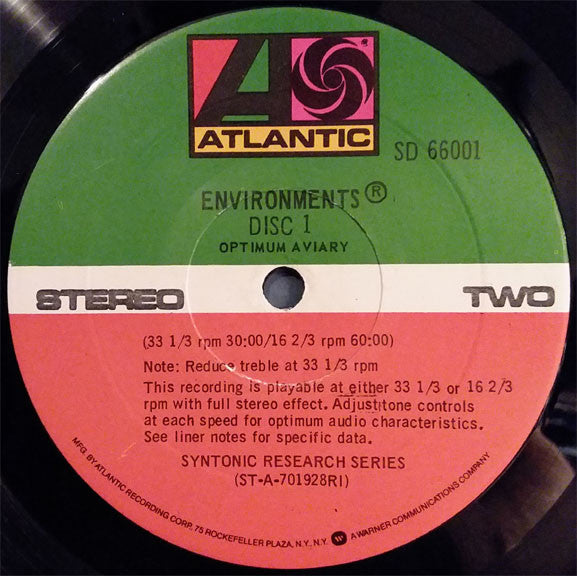 ATLANTIC
SD 66001
ENVIRONMENTS®
DISC 1
OPTIMUM AVIARY
STEREO
TWO
(33 1/3 rpm 30:00/16 2/3 rpm 60:00)
Note: Reduce treble at 33 1/3 rpm
This recording is playable at either 33 1/3 or 16 2/3
rpm with full stereo effect. Adjust tone controls
at each speed for optimum audio characteristics.
See liner notes for specific data.
SYNTONIC RESEARCH SERIES
(ST-A-701928RI)
MFG. BY ATLANTIC RECORDING CORP. 75 ROCKEFELLER PLAZA, N.Y., N.Y. W A WARNER COMMUNICATIONS COMPANY